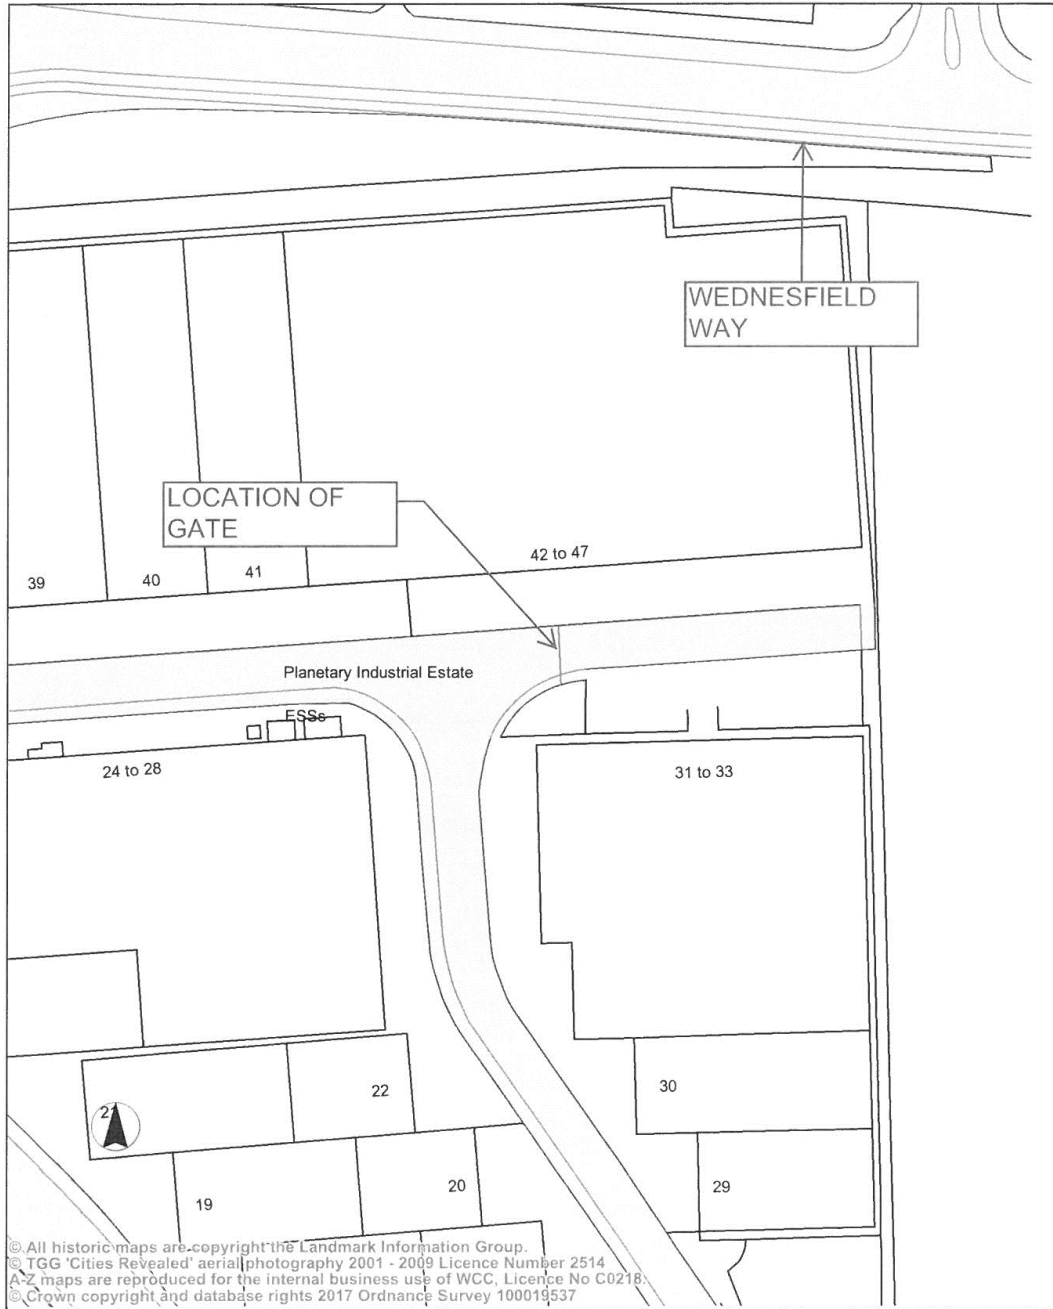 WEDNESFIELD
WAY
LOCATION OF
GATE
42 to 47
39
40
41
Planetary Industrial Estate
ESSs
24 to 28
31 to 33
22
30
21
20
29
19
© All historic maps are copyright the Landmark Information Group.
© TGG 'Cities Revealed' aerial photography 2001 - 2009 Licence Number 2514
A-Z maps are reproduced for the internal business use of WCC, Licence No C0218.
© Crown copyright and database rights 2017 Ordnance Survey 100019537